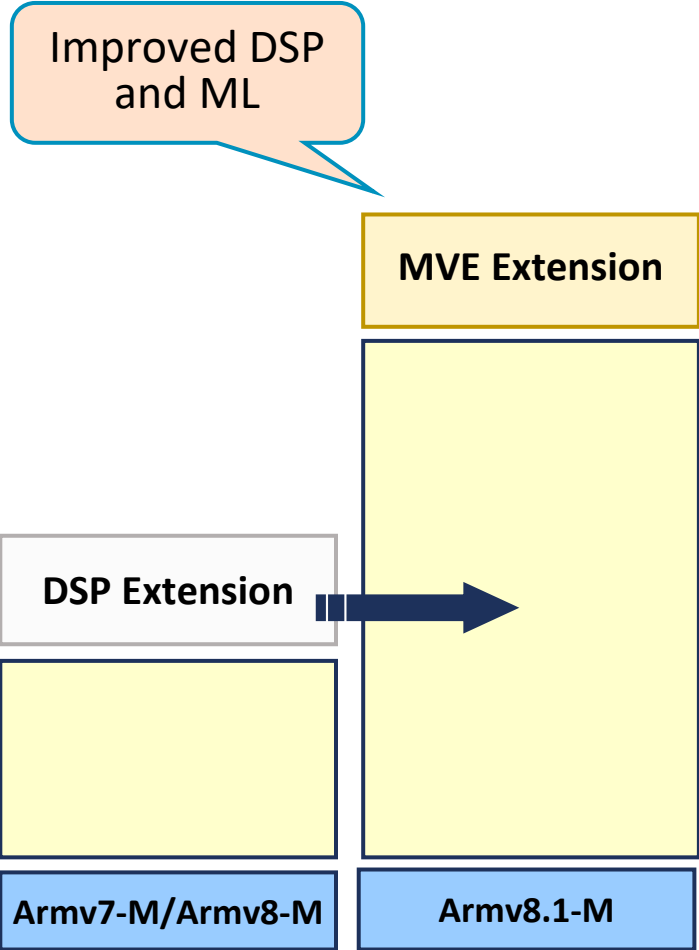 Improved DSP
and ML
MVE Extension
DSP Extension
Armv7-M/Armv8-M
Armv8.1-M